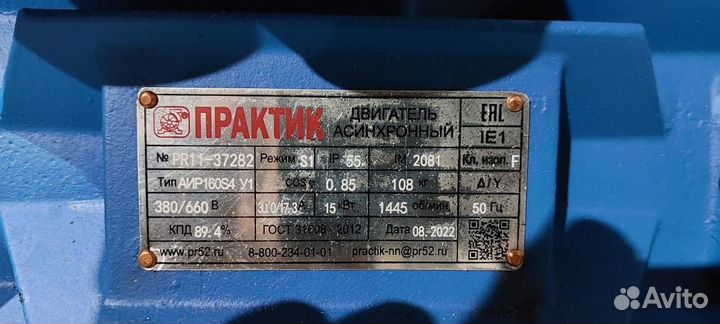 ПРАКТИК ДВИГАТЕЛЬ АСИНХРОННЫЙ EAC IE1
№ PR11-37282 Режим S1 IP 55 IM 2081 Кл. изол. F
Тип АИР160S4 У1 cos φ 0.85 108 кг Δ/Y
380/660 В А 15 кВт 1445 об/мин 50 Гц
КПД 89.4% ГОСТ 31606 - 2012 Дата 08.2022
www.pr52.ru 8-800-234-01-01 practik-nn@pr52.ru
Avito